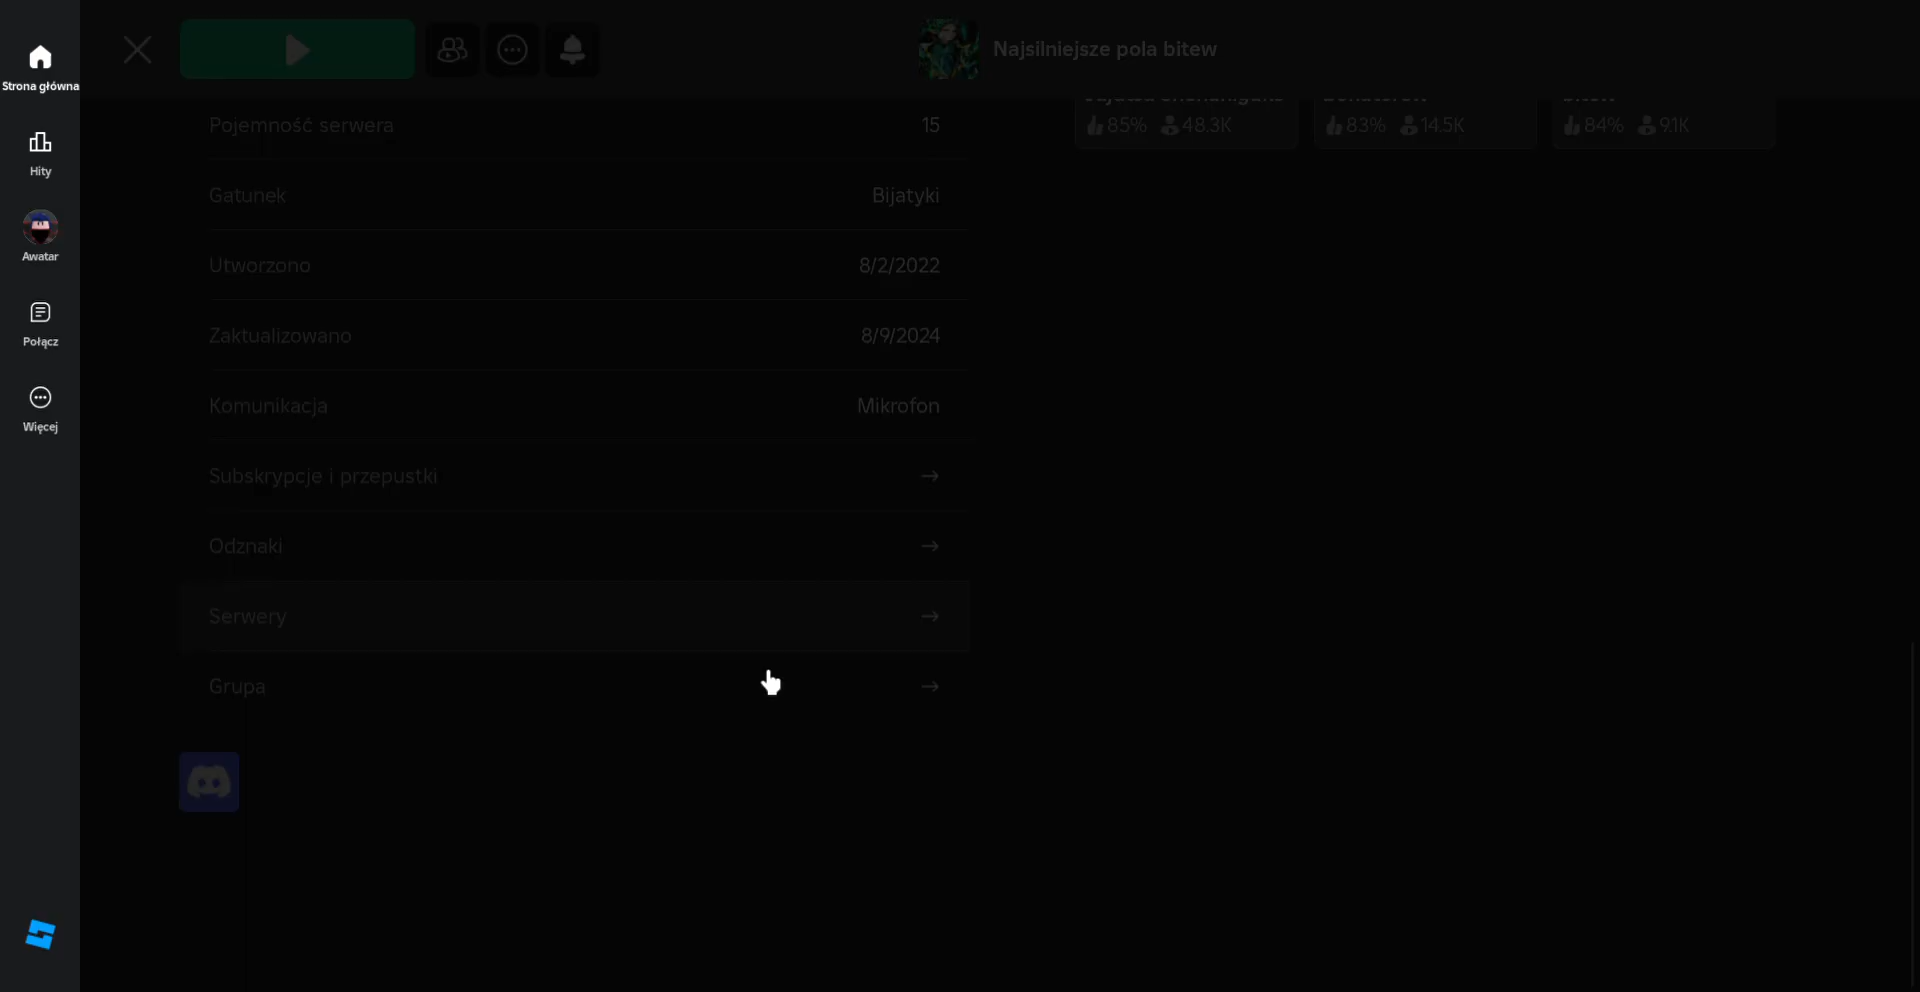 Strona główna
Hity
Awatar
Połącz
Więcej
Najsilniejsze pola bitew
Pojemność serwera 15
Gatunek Bijatyki
Utworzono 8/2/2022
Zaktualizowano 8/9/2024
Komunikacja Mikrofon
Subskrypcje i przepustki
Odznaki
Serwery
Grupa
85% 48.3K
83% 14.5K
84% 9.1K